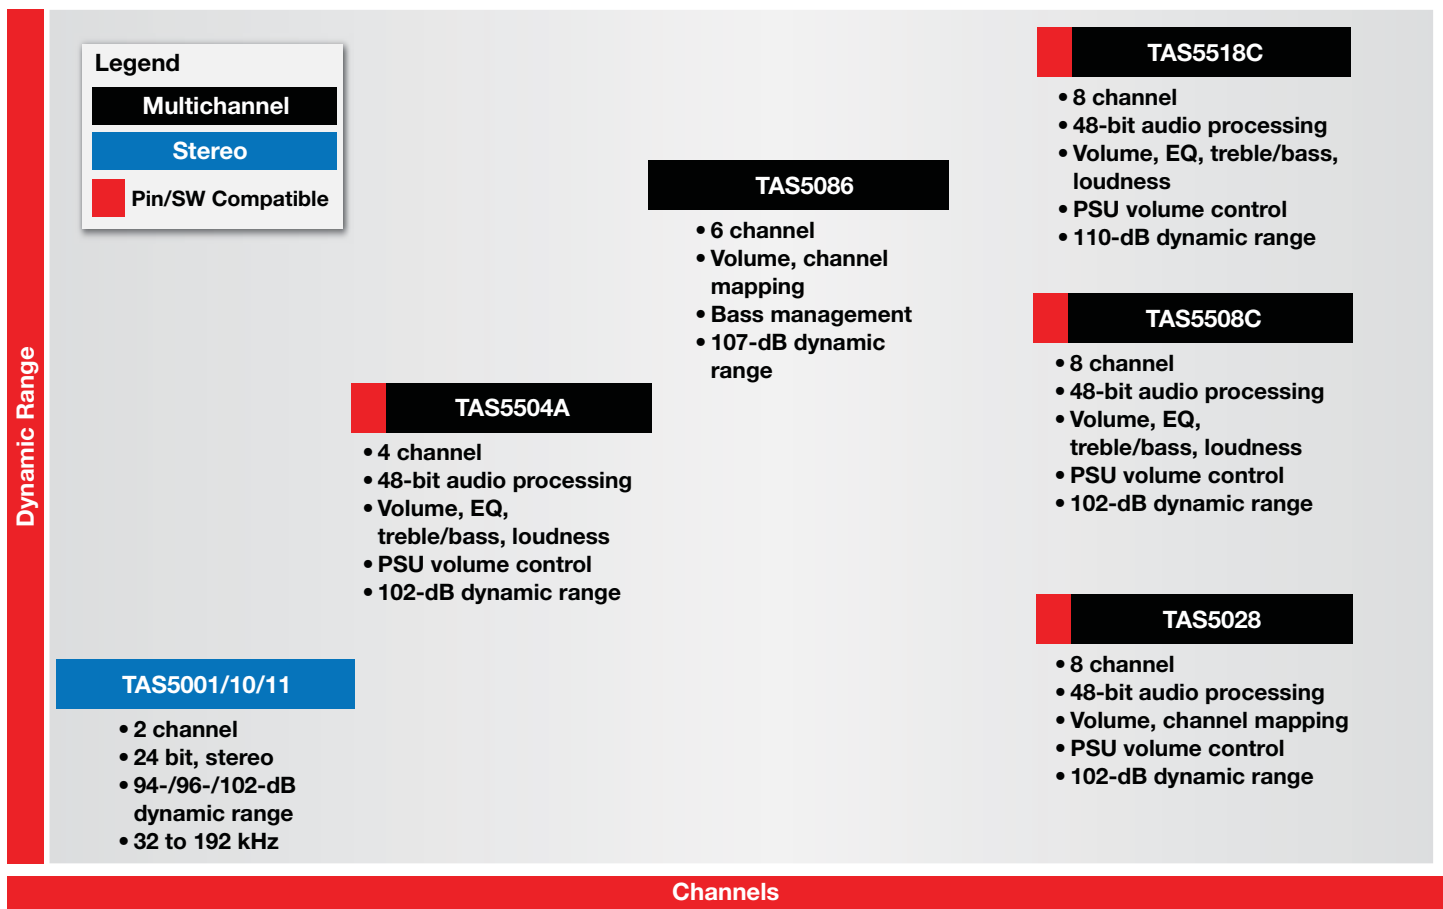 Legend
Multichannel
Stereo
Pin/SW Compatible
TAS5518C
• 8 channel
• 48-bit audio processing
• Volume, EQ, treble/bass,
loudness
• PSU volume control
• 110-dB dynamic range
TAS5086
• 6 channel
• Volume, channel
mapping
• Bass management
• 107-dB dynamic
range
TAS5508C
• 8 channel
• 48-bit audio processing
• Volume, EQ,
treble/bass, loudness
• PSU volume control
• 102-dB dynamic range
TAS5504A
• 4 channel
• 48-bit audio processing
• Volume, EQ,
treble/bass, loudness
• PSU volume control
• 102-dB dynamic range
TAS5028
• 8 channel
• 48-bit audio processing
• Volume, channel mapping
• PSU volume control
• 102-dB dynamic range
TAS5001/10/11
• 2 channel
• 24 bit, stereo
• 94-/96-/102-dB
dynamic range
• 32 to 192 kHz
Dynamic Range
Channels